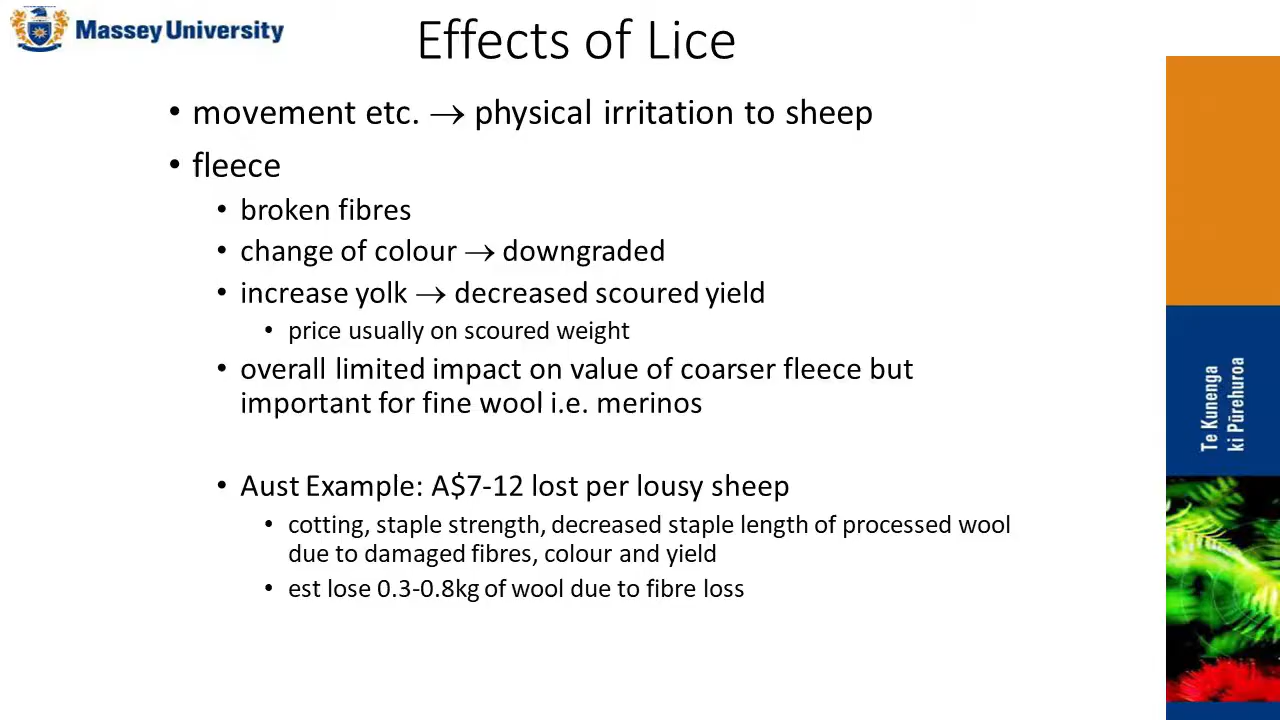 Massey University
Effects of Lice
• movement etc. → physical irritation to sheep
• fleece
• broken fibres
• change of colour → downgraded
• increase yolk → decreased scoured yield
• price usually on scoured weight
• overall limited impact on value of coarser fleece but
important for fine wool i.e. merinos
• Aust Example: A$7-12 lost per lousy sheep
• cotting, staple strength, decreased staple length of processed wool
due to damaged fibres, colour and yield
• est lose 0.3-0.8kg of wool due to fibre loss
Te Kunenga
ki Pūrehuroa